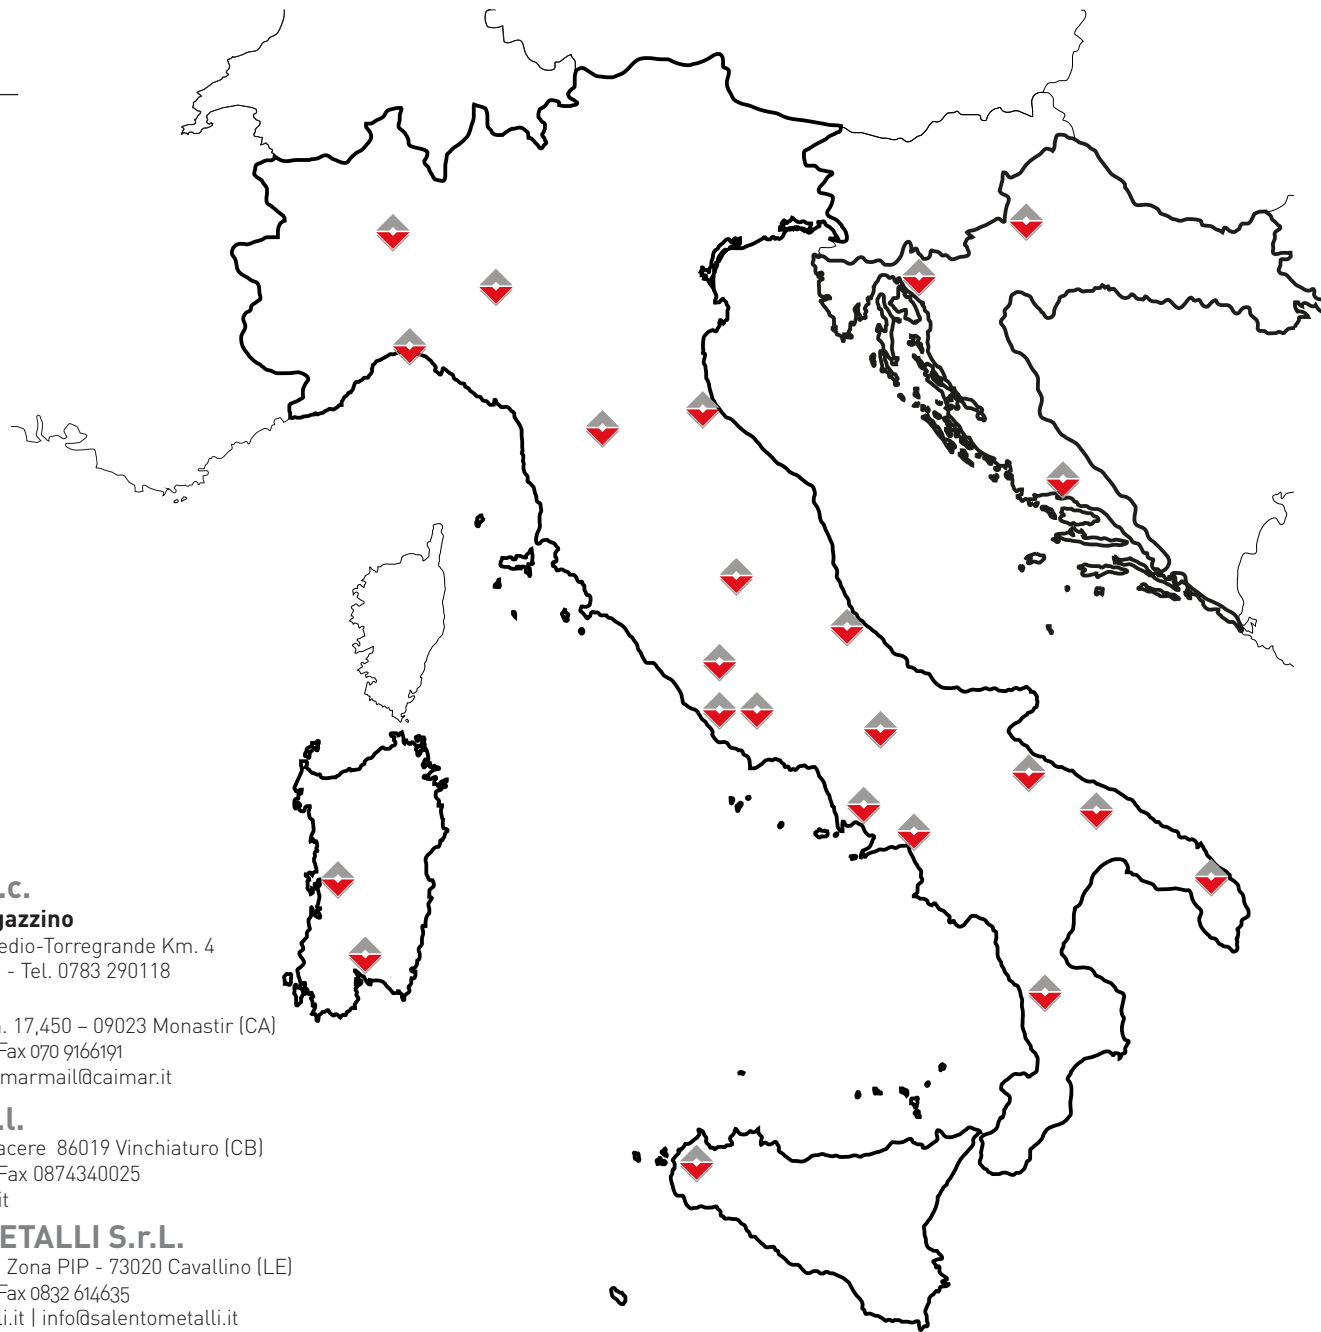 .c.
gazzino
edio-Torregrande Km. 4
- Tel. 0783 290118
. 17,450 – 09023 Monastir (CA)
Fax 070 9166191
marmail@caimar.it
.l.
acere 86019 Vinchiaturo (CB)
Fax 0874340025
it
ETALLI S.r.L.
Zona PIP - 73020 Cavallino (LE)
Fax 0832 614635
li.it | info@salentometalli.it